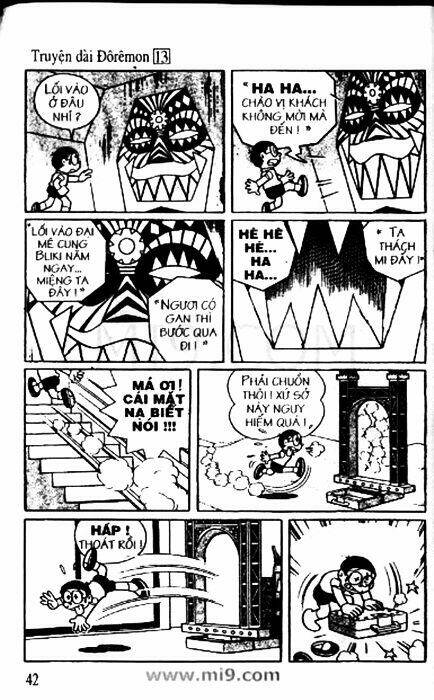 Truyện dài Đôrêmon 13
LỐI VÀO
Ở ĐÂU
NHỈ ?
" HA HA...
CHÀO VỊ KHÁCH
KHÔNG MỜI MÀ
ĐẾN ! "
" LỐI VÀO ĐẠI
MÊ CUNG
BLIKI NẰM
NGAY...
MIỆNG TA
ĐÂY ! "
" NGƯƠI CÓ
GAN THÌ
BƯỚC QUA
ĐI ! "
HÈ HÈ
HÈ...
HA
HA...
" TA
THÁCH
MI ĐẤY ! "
MÁ ƠI !
CÁI MẶT
NẠ BIẾT
NÓI !!!
PHẢI CHUỒN
THÔI ! XỨ SỞ
NÀY NGUY
HIỂM QUÁ !
HẤP !
THOÁT RỒI !
42
www.mi9.com